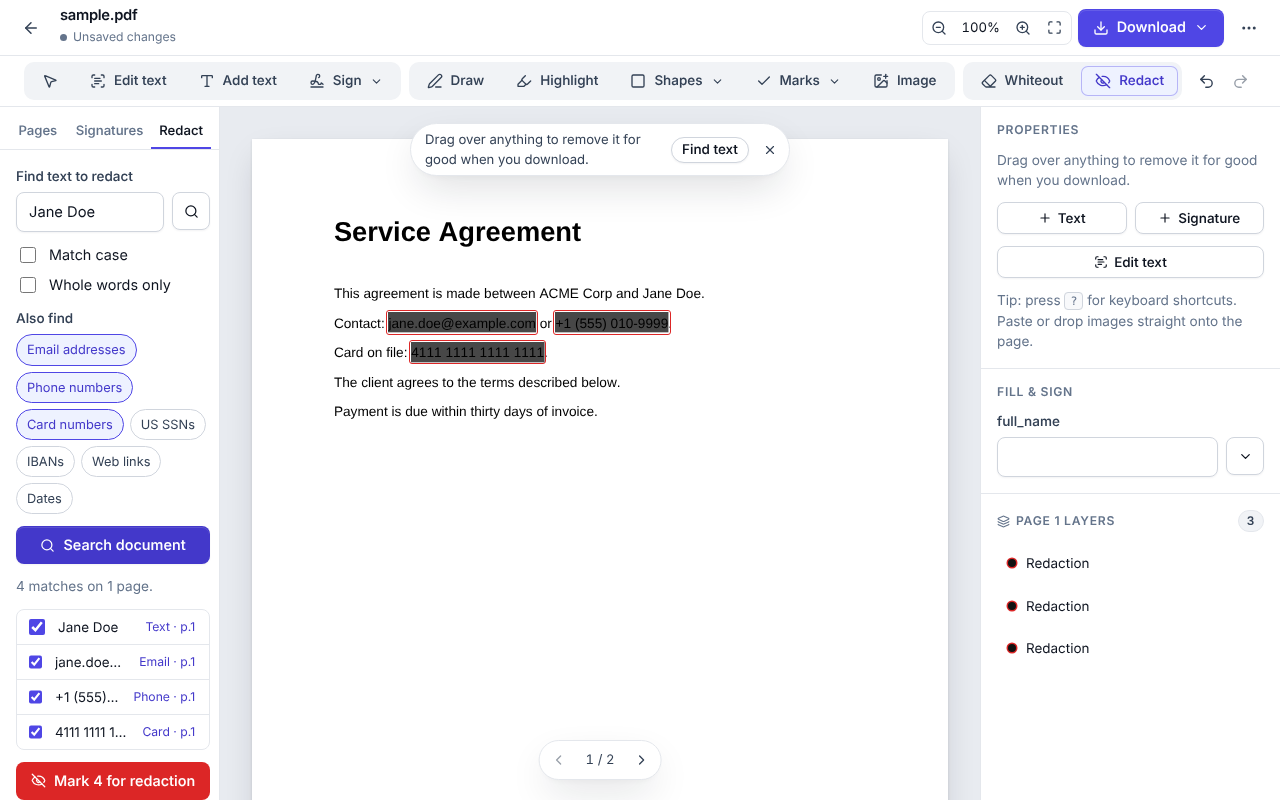 sample.pdf
Unsaved changes
100%
Download
Edit text
Add text
Sign
Draw
Highlight
Shapes
Marks
Image
Whiteout
Redact
Pages
Signatures
Redact
Find text to redact
Jane Doe
Match case
Whole words only
Also find
Email addresses
Phone numbers
Card numbers
US SSNs
IBANs
Web links
Dates
Search document
4 matches on 1 page.
Jane Doe Text · p.1
jane.doe... Email · p.1
+1 (555)... Phone · p.1
4111 1111 1... Card · p.1
Mark 4 for redaction
Drag over anything to remove it for
good when you download.
Find text
Service Agreement
This agreement is made between ACME Corp and Jane Doe.
Contact: jane.doe@example.com or +1 (555) 010-9999.
Card on file: 4111 1111 1111 1111.
The client agrees to the terms described below.
Payment is due within thirty days of invoice.
1 / 2
PROPERTIES
Drag over anything to remove it for good
when you download.
Text
Signature
Edit text
Tip: press ? for keyboard shortcuts.
Paste or drop images straight onto the
page.
FILL & SIGN
full_name
PAGE 1 LAYERS
3
Redaction
Redaction
Redaction